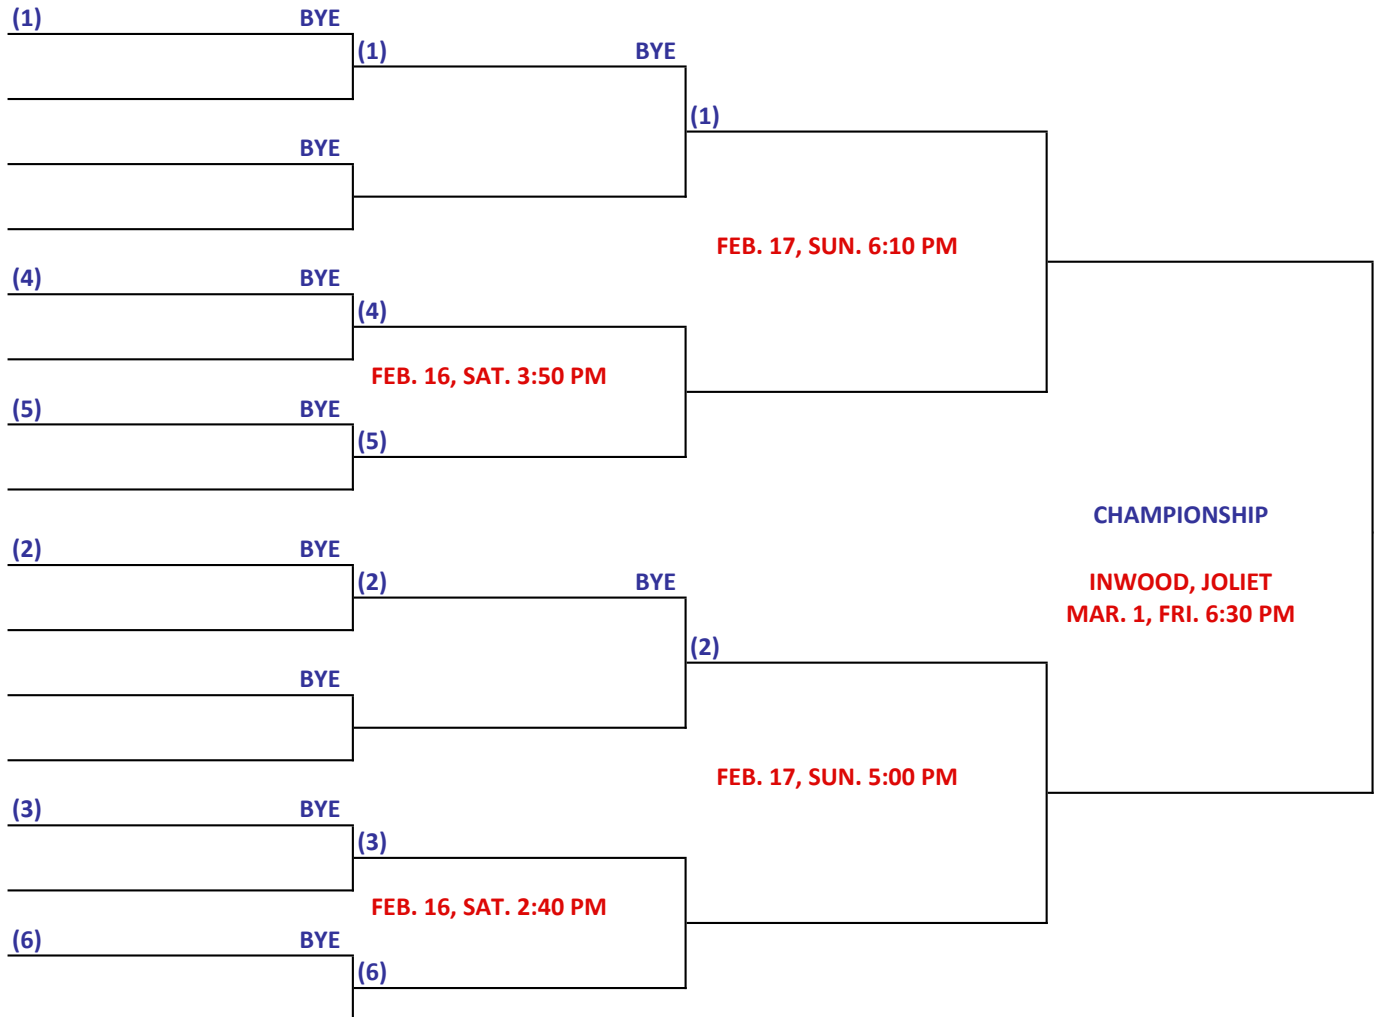 (1) BYE
(1) BYE
(1)
BYE
FEB. 17, SUN. 6:10 PM
(4) BYE
(4)
FEB. 16, SAT. 3:50 PM
(5) BYE
(5)
CHAMPIONSHIP
(2) BYE
(2) BYE
INWOOD, JOLIET
MAR. 1, FRI. 6:30 PM
(2)
BYE
FEB. 17, SUN. 5:00 PM
(3) BYE
(3)
FEB. 16, SAT. 2:40 PM
(6) BYE
(6)